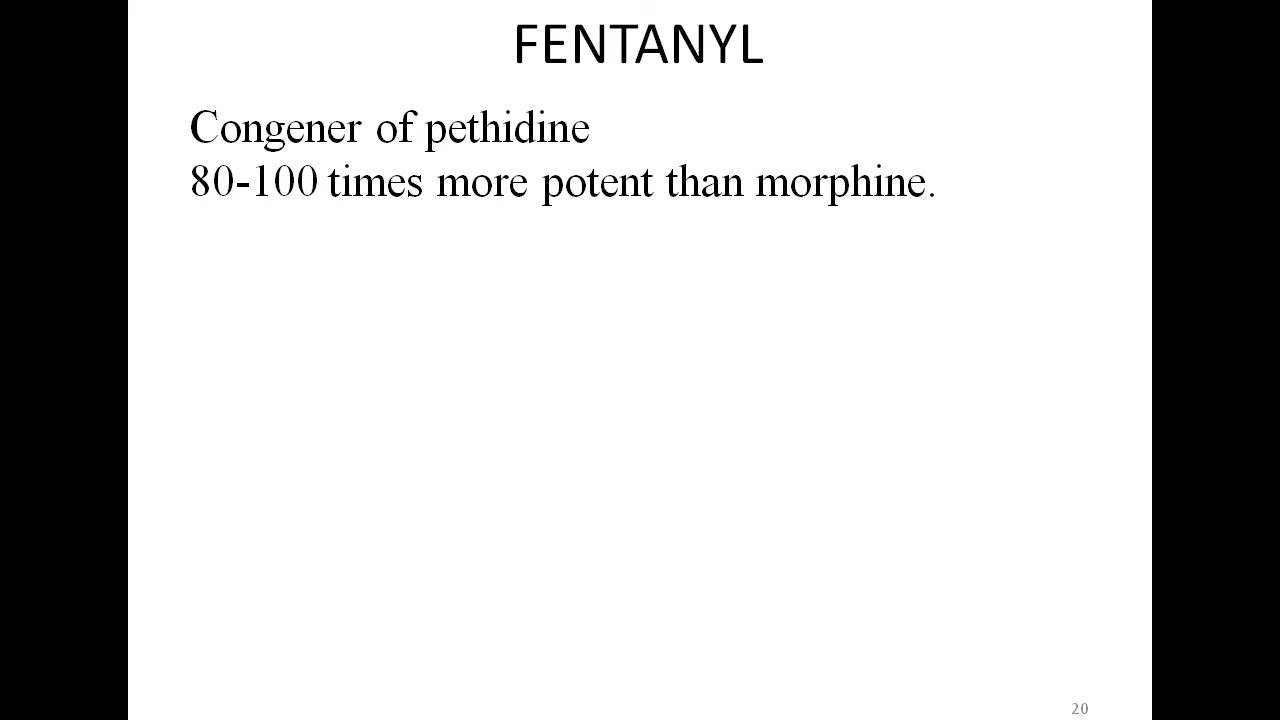 FENTANYL
Congener of pethidine
80-100 times more potent than morphine.
20